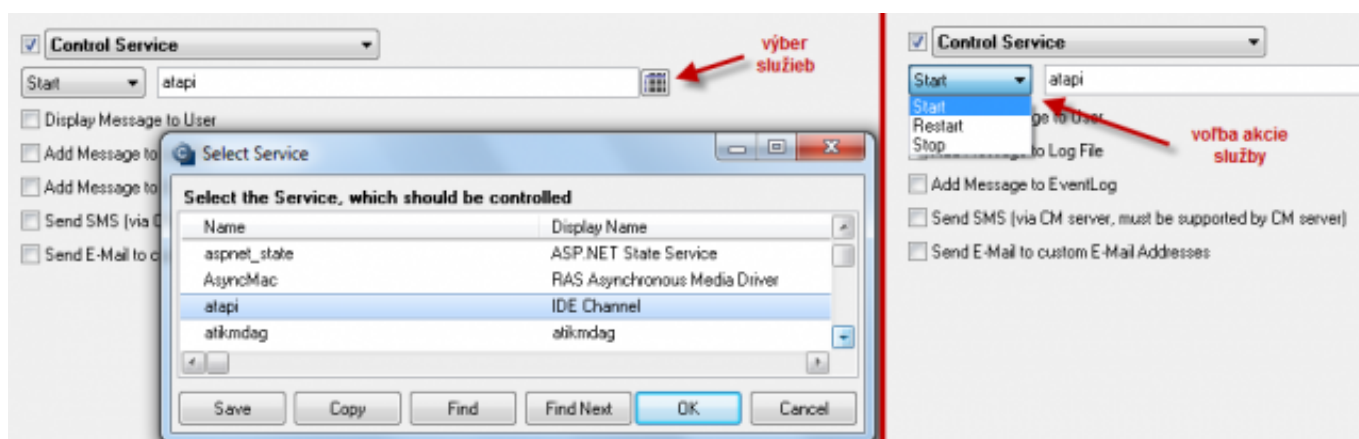 Control Service
výber
služieb
Start atapi
Display Message to User
Add Message to
Add Message to
Send SMS (via
Send E-Mail to c
Select Service
Select the Service, which should be controlled
Name Display Name
aspnet_state ASP.NET State Service
AsyncMac RAS Asynchronous Media Driver
atapi IDE Channel
atikmdag atikmdag
Save Copy Find Find Next OK Cancel
Control Service
Start atapi
Start
Restart
Stop
ge to User
to Log File
voľba akcie
služby
Add Message to EventLog
Send SMS (via CM server, must be supported by CM server)
Send E-Mail to custom E-Mail Addresses